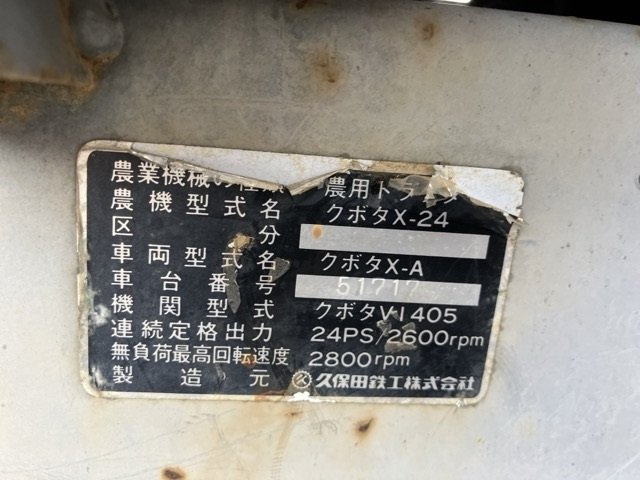 農業機械の種類 農用トラクタ
農機型式名 クボタX-24
区分
車両型式名 クボタX-A
車台番号 51717
機関型式 クボタV1405
連続定格出力 24PS/2600rpm
無負荷最高回転速度 2800rpm
製造元 久保田鉄工株式会社